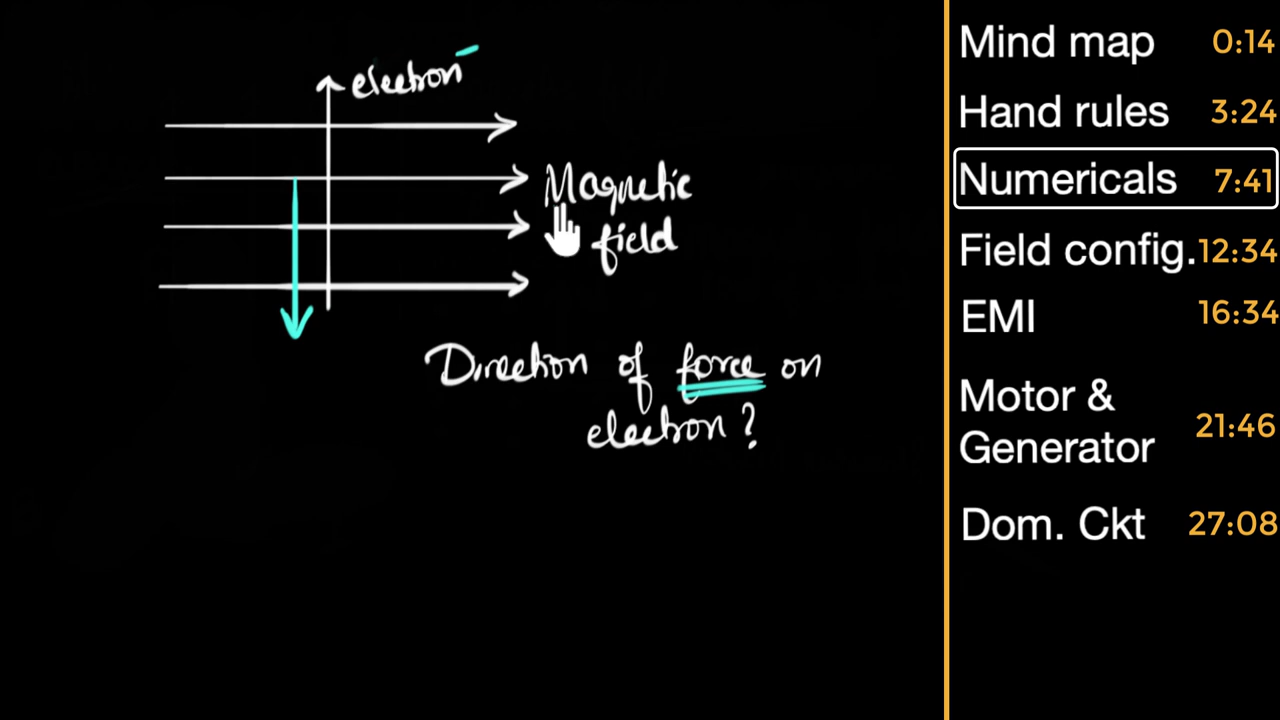 electron
Magnetic
field
Direction of force on
electron?
Mind map 0:14
Hand rules 3:24
Numericals 7:41
Field config. 12:34
EMI 16:34
Motor &
Generator 21:46
Dom. Ckt 27:08